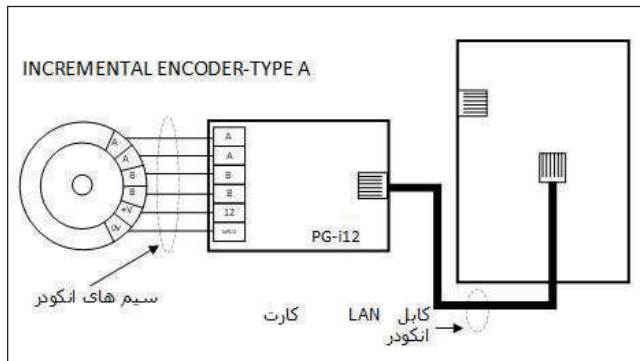 INCREMENTAL ENCODER-TYPE A
A
A
B
B
+V
0V
A
A
B
B
12
PG-i12
سیم های انکودر
کابل LAN کارت
انکودر